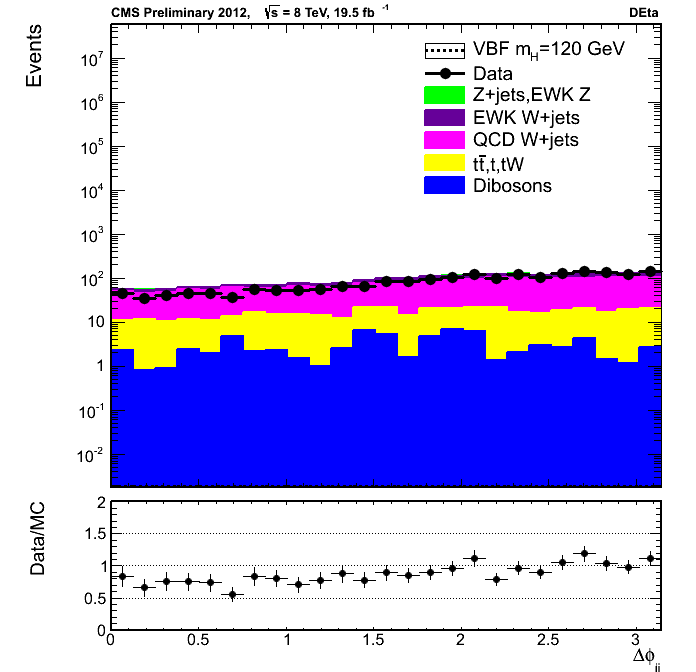 CMS Preliminary 2012, √s = 8 TeV, 19.5 fb⁻¹ DEta
Events
VBF m_H=120 GeV
Data
Z+jets,EWK Z
EWK W+jets
QCD W+jets
tt̄,t,tW
Dibosons
10⁷
10⁶
10⁵
10⁴
10³
10²
10
1
10⁻¹
10⁻²
Data/MC
2
1.5
1
0.5
0
0 0.5 1 1.5 2 2.5 3
Δϕ_jj